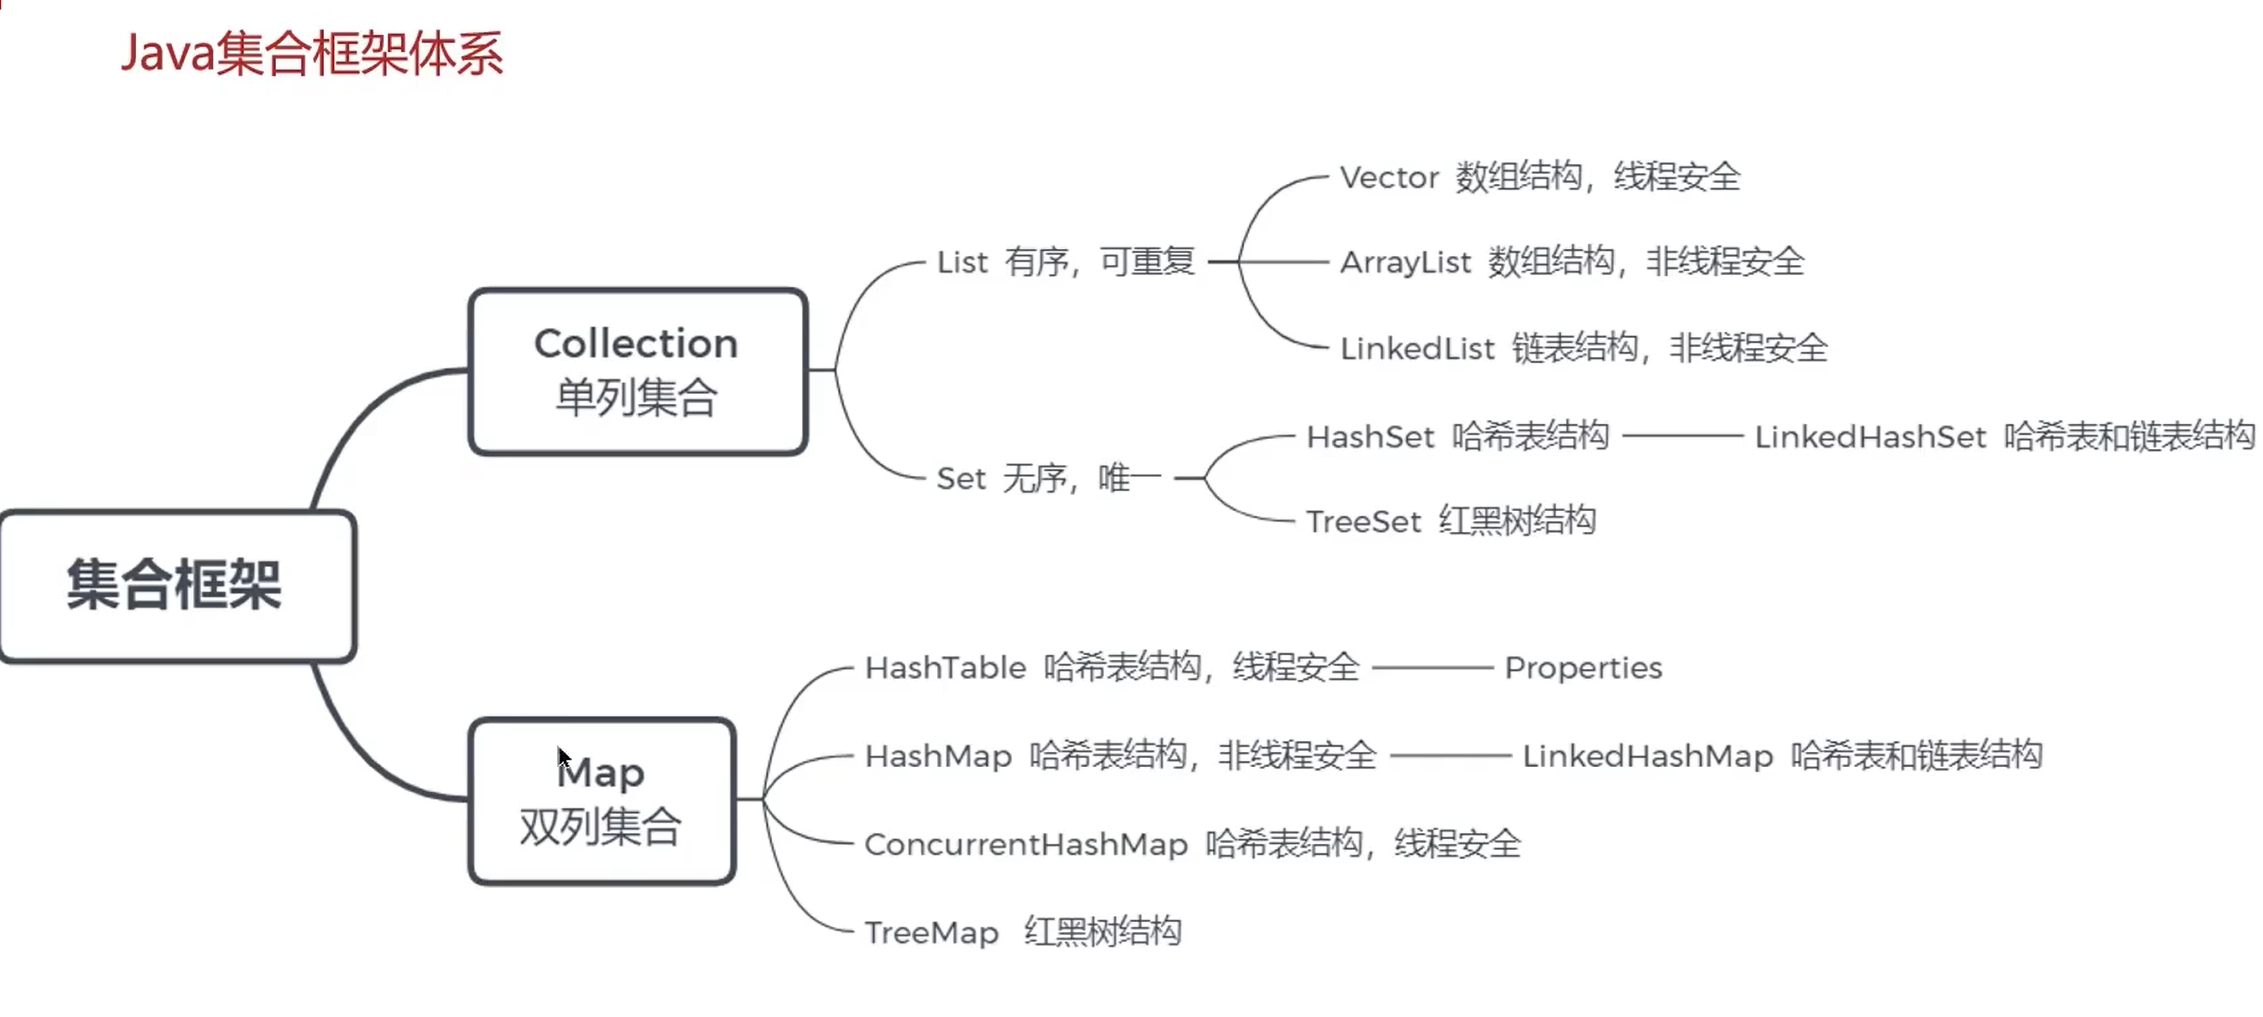 Java集合框架体系
集合框架
Collection
单列集合
List 有序，可重复
Vector 数组结构，线程安全
ArrayList 数组结构，非线程安全
LinkedList 链表结构，非线程安全
Set 无序，唯一
HashSet 哈希表结构
LinkedHashSet 哈希表和链表结构
TreeSet 红黑树结构
Map
双列集合
HashTable 哈希表结构，线程安全
Properties
HashMap 哈希表结构，非线程安全
LinkedHashMap 哈希表和链表结构
ConcurrentHashMap 哈希表结构，线程安全
TreeMap 红黑树结构